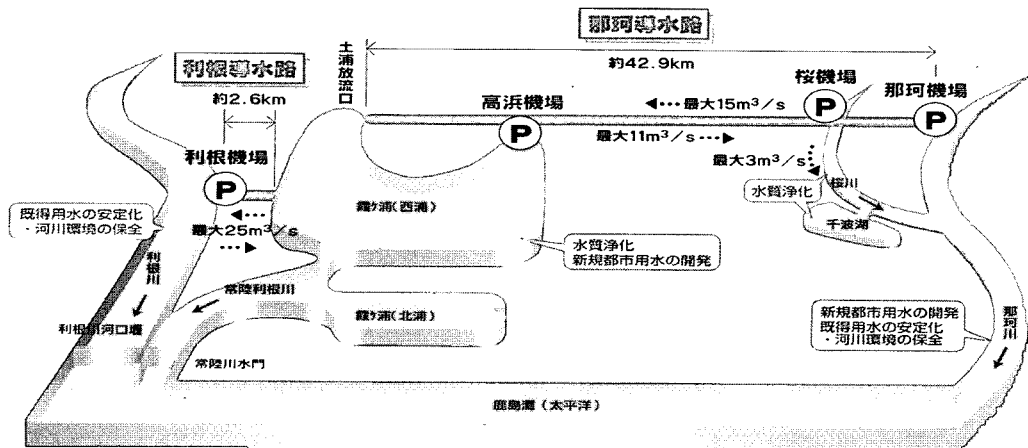 那珂導水路
約42.9km
利根導水路
約2.6km
土浦放流口
高浜機場
最大15m³/s
桜機場
那珂機場
P
P
P
最大11m³/s
最大3m³/s
利根機場
P
水質浄化
桜川
千波湖
既得用水の安定化
・河川環境の保全
最大25m³/s
霞ケ浦(西浦)
水質浄化
新規都市用水の開発
利根川
常陸利根川
利根川河口堰
霞ケ浦(北浦)
新規都市用水の開発
既得用水の安定化
・河川環境の保全
那珂川
常陸川水門
鹿島灘(太平洋)